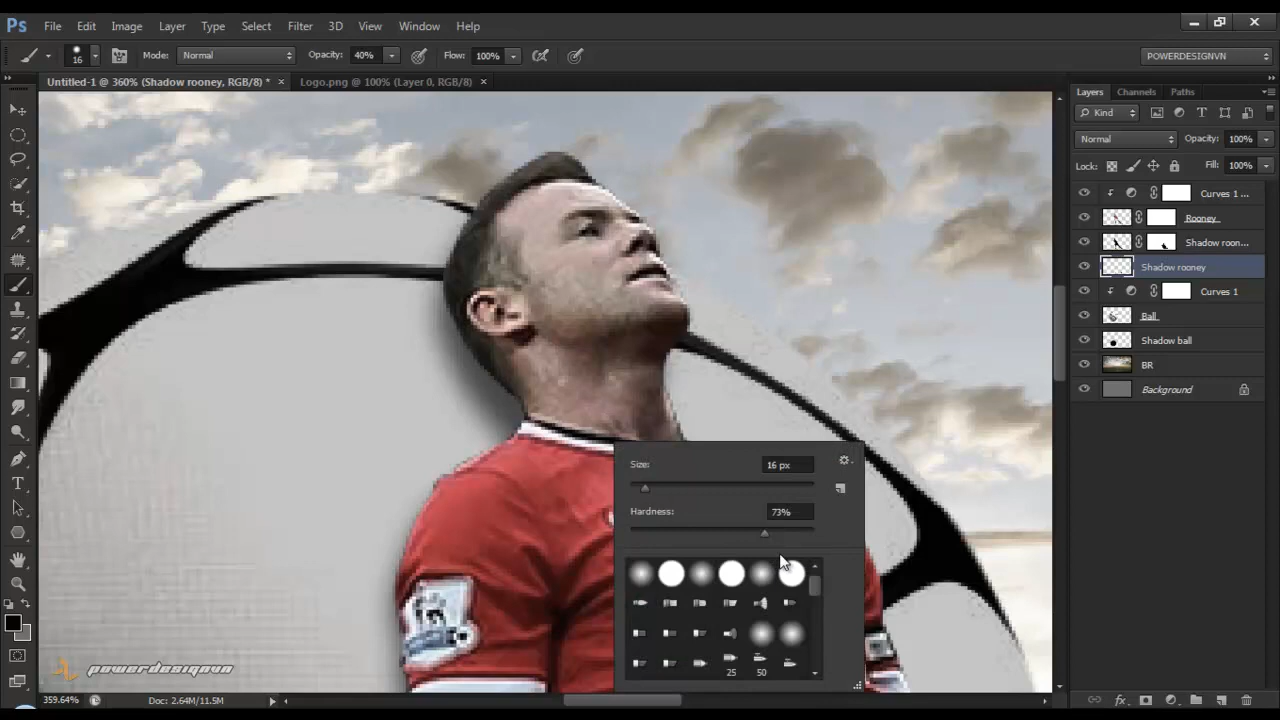 Ps File Edit Image Layer Type Select Filter 3D View Window Help
16 Mode: Normal Opacity: 40% Flow: 100% POWERDESIGNVN
Untitled-1 @ 360% (Shadow rooney, RGB/8) * × Logo.png @ 100% (Layer 0, RGB/8) ×
Layers Channels Paths
Kind
Normal Opacity: 100%
Lock: Fill: 100%
Curves 1 ...
Rooney
Shadow roon...
Shadow rooney
Curves 1
Ball
Shadow ball
BR
Background
Size: 16 px
Hardness: 73%
25 50
powerdesignvn
359.64% Doc: 2.64M/11.5M